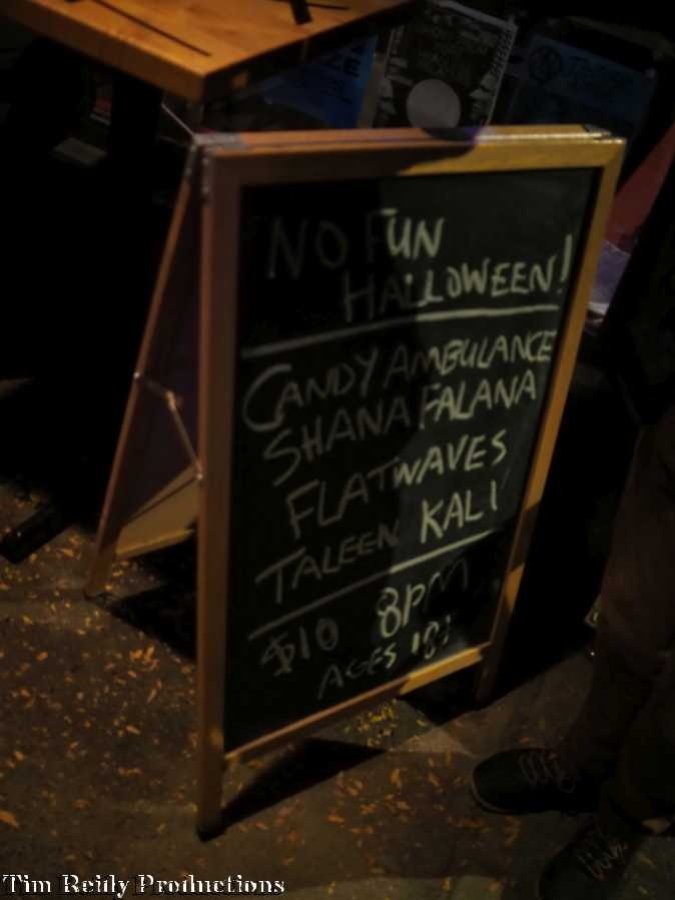 NO FUN
HALLOWEEN!
CANDY AMBULANCE
SHANA FALANA
FLATWAVES
TALEEN KALI
$10 8PM
AGES 18+
Tim Reidy Productions